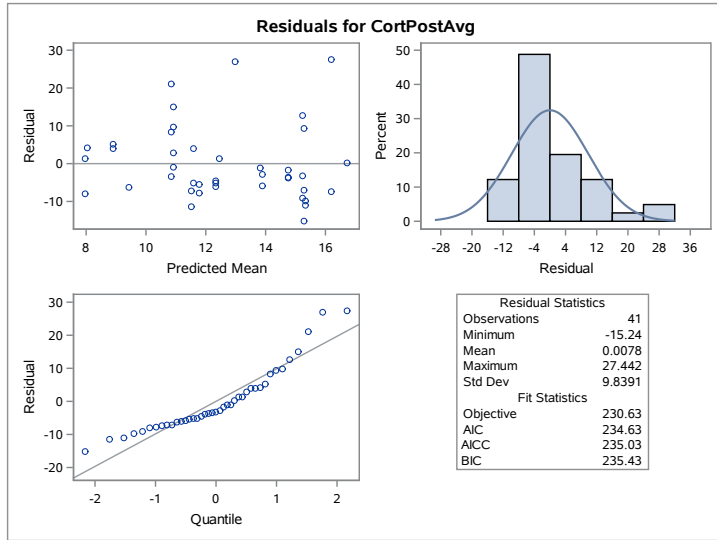 Residuals for CortPostAvg
30
20
10
0
-10
Residual
8 10 12 14 16
Predicted Mean
50
40
30
20
10
0
Percent
-28 -20 -12 -4 4 12 20 28 36
Residual
30
20
10
0
-10
-20
Residual
-2 -1 0 1 2
Quantile
Residual Statistics
Observations 41
Minimum -15.24
Mean 0.0078
Maximum 27.442
Std Dev 9.8391
Fit Statistics
Objective 230.63
AIC 234.63
AICC 235.03
BIC 235.43